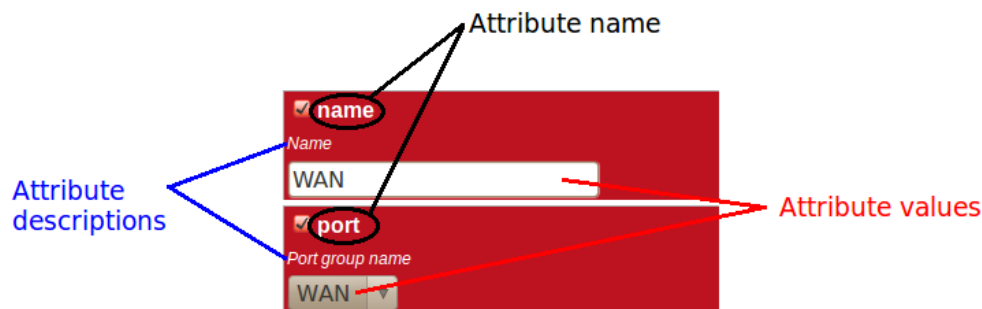 Attribute name
name
Name
WAN
Attribute
descriptions
Attribute values
port
Port group name
WAN